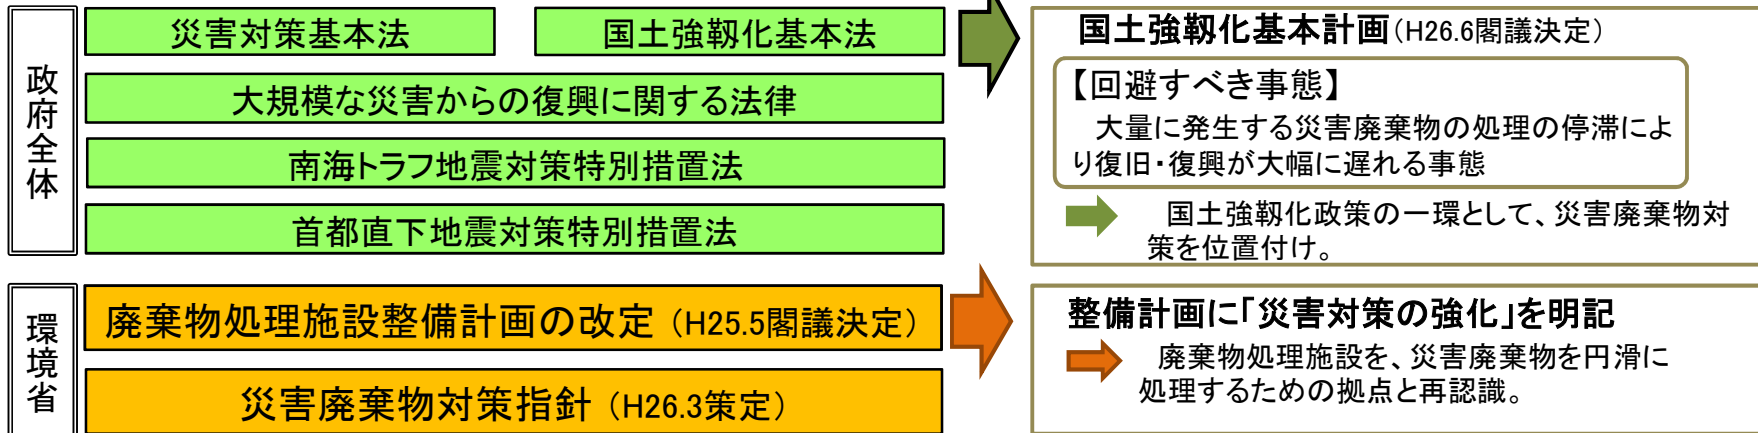 政府全体
災害対策基本法
国土強靱化基本法
大規模な災害からの復興に関する法律
南海トラフ地震対策特別措置法
首都直下地震対策特別措置法
国土強靱化基本計画（H26.6閣議決定）
【回避すべき事態】
大量に発生する災害廃棄物の処理の停滞によ
り復旧・復興が大幅に遅れる事態
国土強靱化政策の一環として、災害廃棄物対
策を位置付け。
環境省
廃棄物処理施設整備計画の改定（H25.5閣議決定）
災害廃棄物対策指針（H26.3策定）
整備計画に「災害対策の強化」を明記
廃棄物処理施設を、災害廃棄物を円滑に
処理するための拠点と再認識。